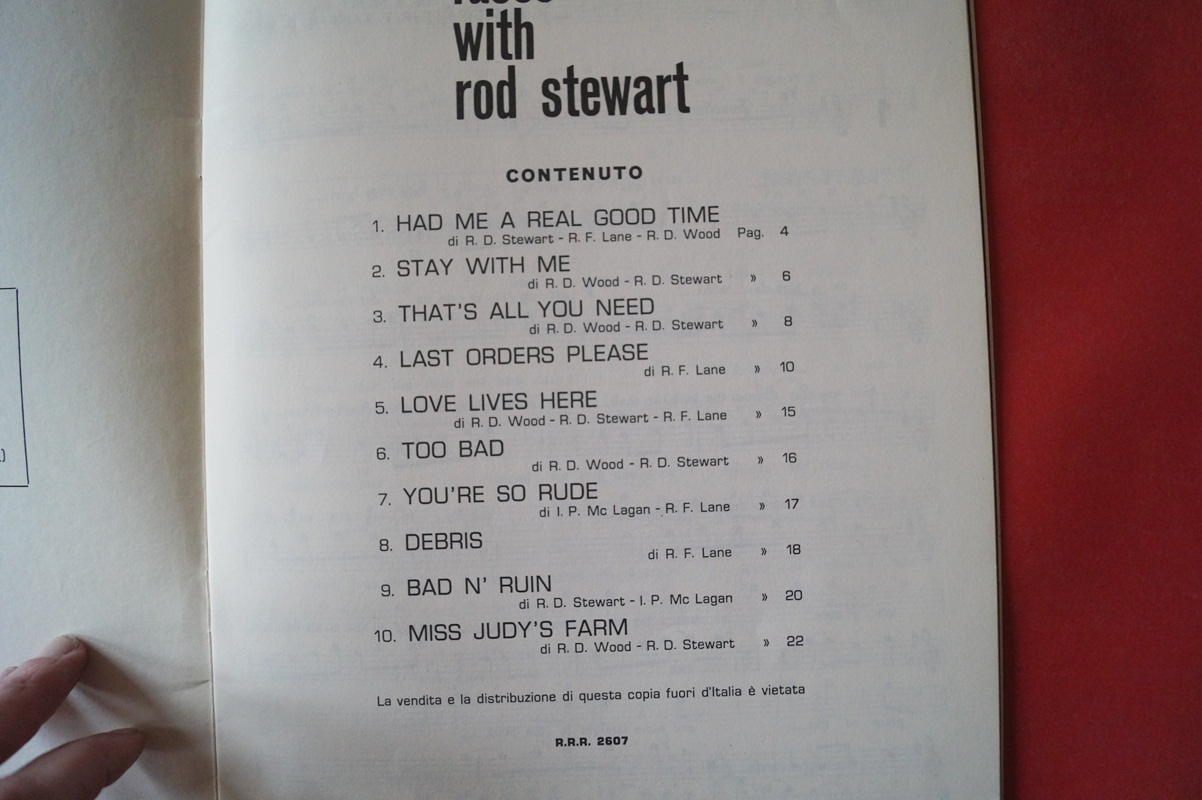 with
rod stewart
CONTENUTO
1. HAD ME A REAL GOOD TIME
di R. D. Stewart - R. F. Lane - R. D. Wood Pag. 4
2. STAY WITH ME
di R. D. Wood - R. D. Stewart » 6
3. THAT'S ALL YOU NEED
di R. D. Wood - R. D. Stewart » 8
4. LAST ORDERS PLEASE
di R. F. Lane » 10
5. LOVE LIVES HERE
di R. D. Wood - R. D. Stewart - R. F. Lane » 15
6. TOO BAD
di R. D. Wood - R. D. Stewart » 16
7. YOU'RE SO RUDE
di I. P. Mc Lagan - R. F. Lane » 17
8. DEBRIS
di R. F. Lane » 18
9. BAD N' RUIN
di R. D. Stewart - I. P. Mc Lagan » 20
10. MISS JUDY'S FARM
di R. D. Wood - R. D. Stewart » 22
La vendita e la distribuzione di questa copia fuori d'Italia è vietata
R.R.R. 2607